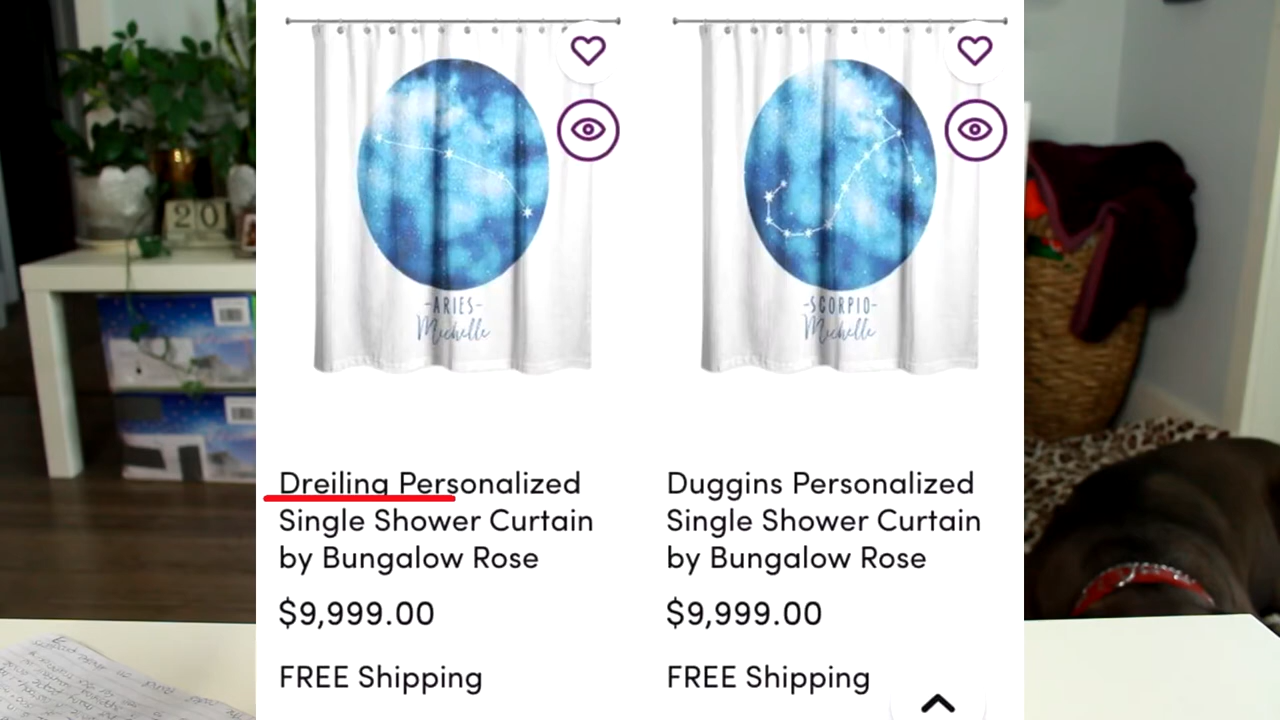 -ARIES-
Michelle
-SCORPIO-
Michelle
Dreiling Personalized
Single Shower Curtain
by Bungalow Rose
$9,999.00
FREE Shipping
Duggins Personalized
Single Shower Curtain
by Bungalow Rose
$9,999.00
FREE Shipping
20